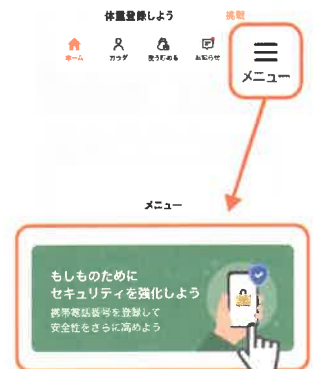 体重登録しよう 挑戦
ホーム カラダ 使う貯める お知らせ メニュー
メニュー
もしものために
セキュリティを強化しよう
携帯電話番号を登録して
安全性をさらに高めよう